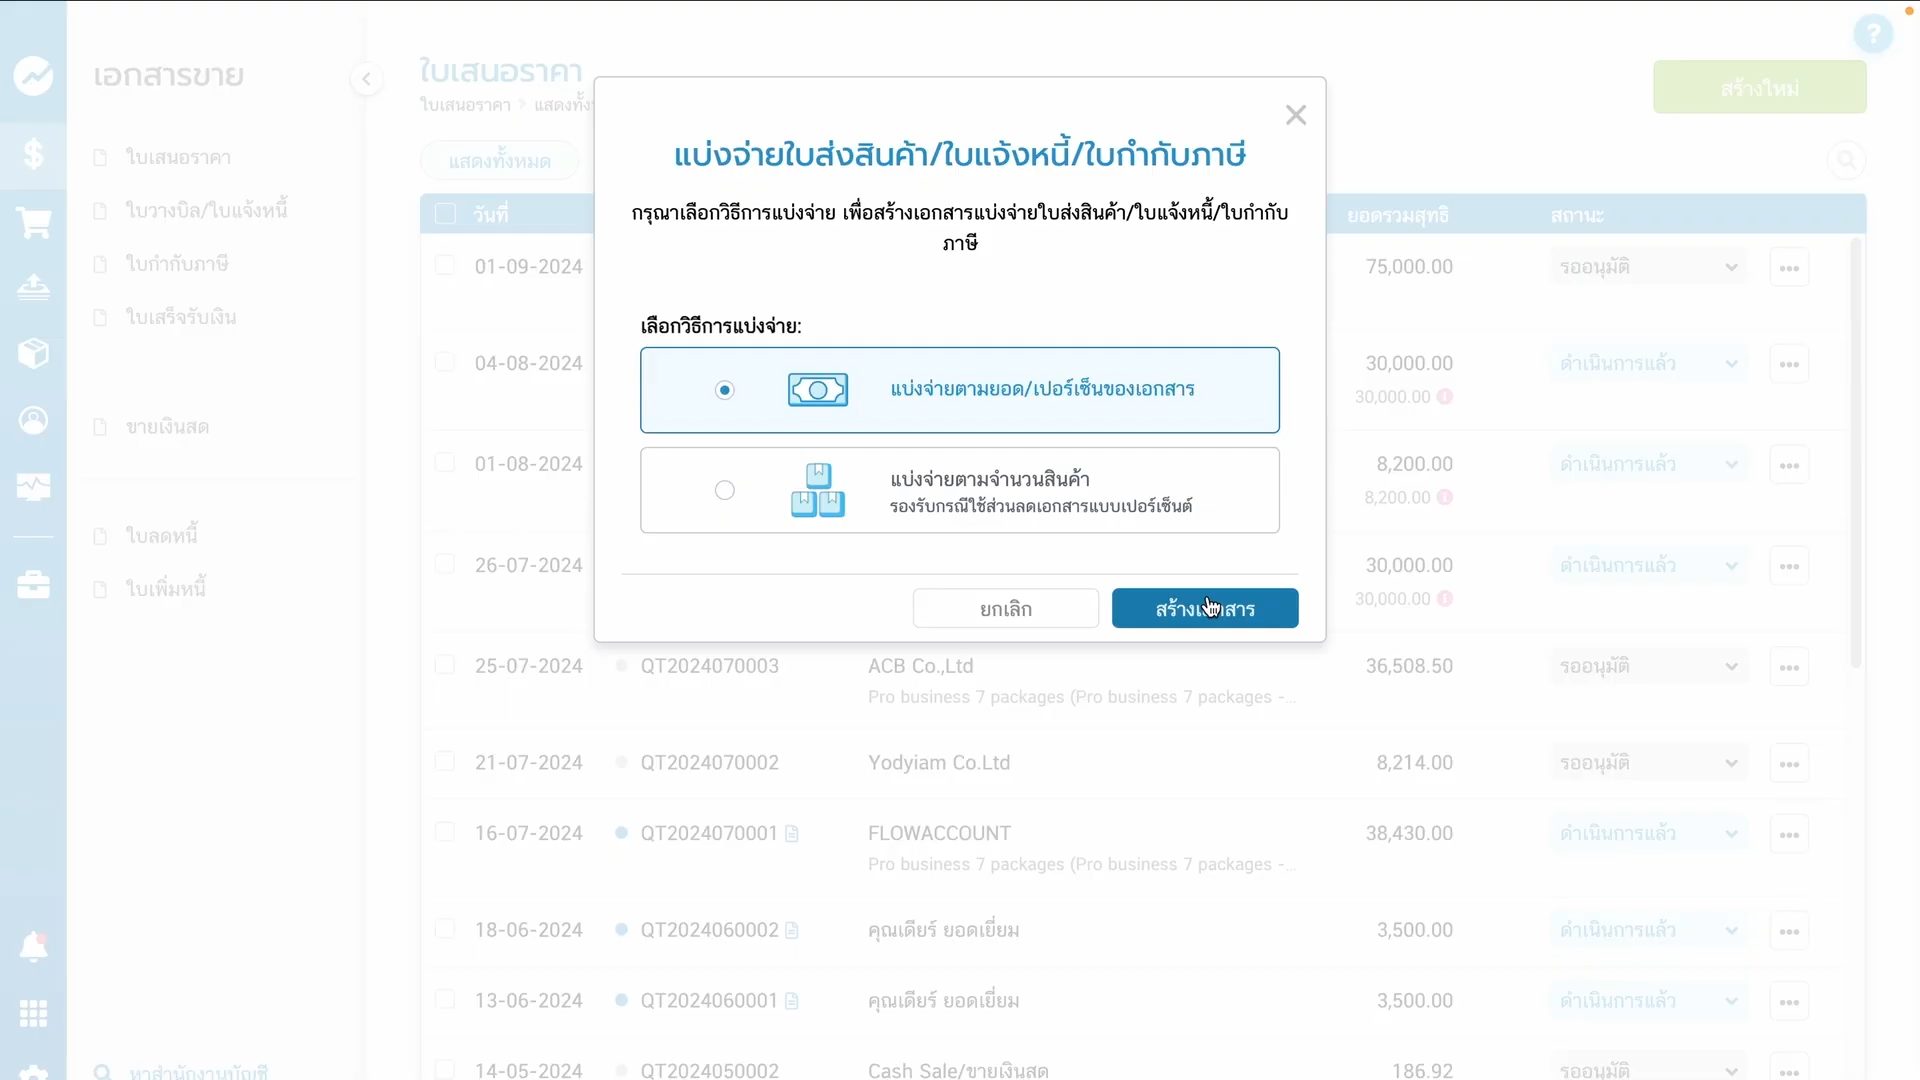 ?
เอกสารขาย
ใบเสนอราคา
ใบวางบิล/ใบแจ้งหนี้
ใบกำกับภาษี
ใบเสร็จรับเงิน
ขายเงินสด
ใบลดหนี้
ใบเพิ่มหนี้
หาสำนักงานบัญชี
ใบเสนอราคา
ใบเสนอราคา > แสดงทั้ง
สร้างใหม่
แสดงทั้งหมด
แบ่งจ่ายใบส่งสินค้า/ใบแจ้งหนี้/ใบกำกับภาษี
กรุณาเลือกวิธีการแบ่งจ่าย เพื่อสร้างเอกสารแบ่งจ่ายใบส่งสินค้า/ใบแจ้งหนี้/ใบกำกับ
ภาษี
เลือกวิธีการแบ่งจ่าย:
แบ่งจ่ายตามยอด/เปอร์เซ็นของเอกสาร
แบ่งจ่ายตามจำนวนสินค้า
รองรับกรณีใช้ส่วนลดเอกสารแบบเปอร์เซ็นต์
ยกเลิก
วันที่ ยอดรวมสุทธิ สถานะ
01-09-2024 75,000.00 รออนุมัติ
04-08-2024 30,000.00 ดำเนินการแล้ว
30,000.00
01-08-2024 8,200.00 ดำเนินการแล้ว
8,200.00
26-07-2024 30,000.00 ดำเนินการแล้ว
30,000.00
25-07-2024 QT2024070003 ACB Co.,Ltd 36,508.50 รออนุมัติ
Pro business 7 packages (Pro business 7 packages -...
21-07-2024 QT2024070002 Yodyiam Co.Ltd 8,214.00 รออนุมัติ
16-07-2024 QT2024070001 FLOWACCOUNT 38,430.00 ดำเนินการแล้ว
Pro business 7 packages (Pro business 7 packages -...
18-06-2024 QT2024060002 คุณเดียร์ ยอดเยี่ยม 3,500.00 ดำเนินการแล้ว
13-06-2024 QT2024060001 คุณเดียร์ ยอดเยี่ยม 3,500.00 ดำเนินการแล้ว
14-05-2024 QT2024050002 Cash Sale/ขายเงินสด 186.92 รออนุมัติ